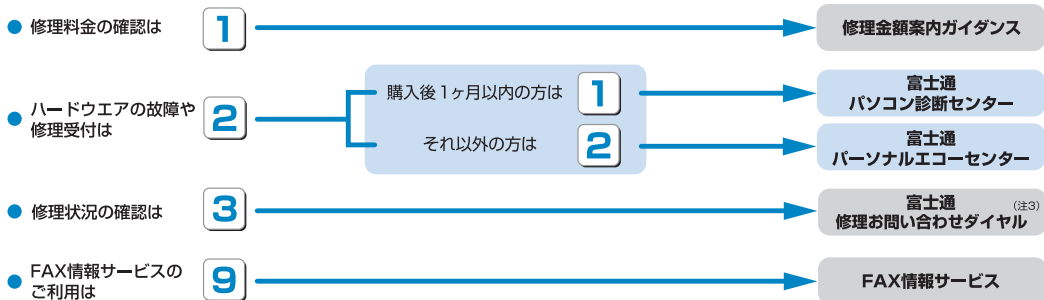 ● 修理料金の確認は 1 修理金額案内ガイダンス
● ハードウエアの故障や
修理受付は 2
購入後1ヶ月以内の方は 1 富士通
パソコン診断センター
それ以外の方は 2 富士通
パーソナルエコーセンター
● 修理状況の確認は 3 富士通 (注3)
修理お問い合わせダイヤル
● FAX情報サービスの
ご利用は 9 FAX情報サービス